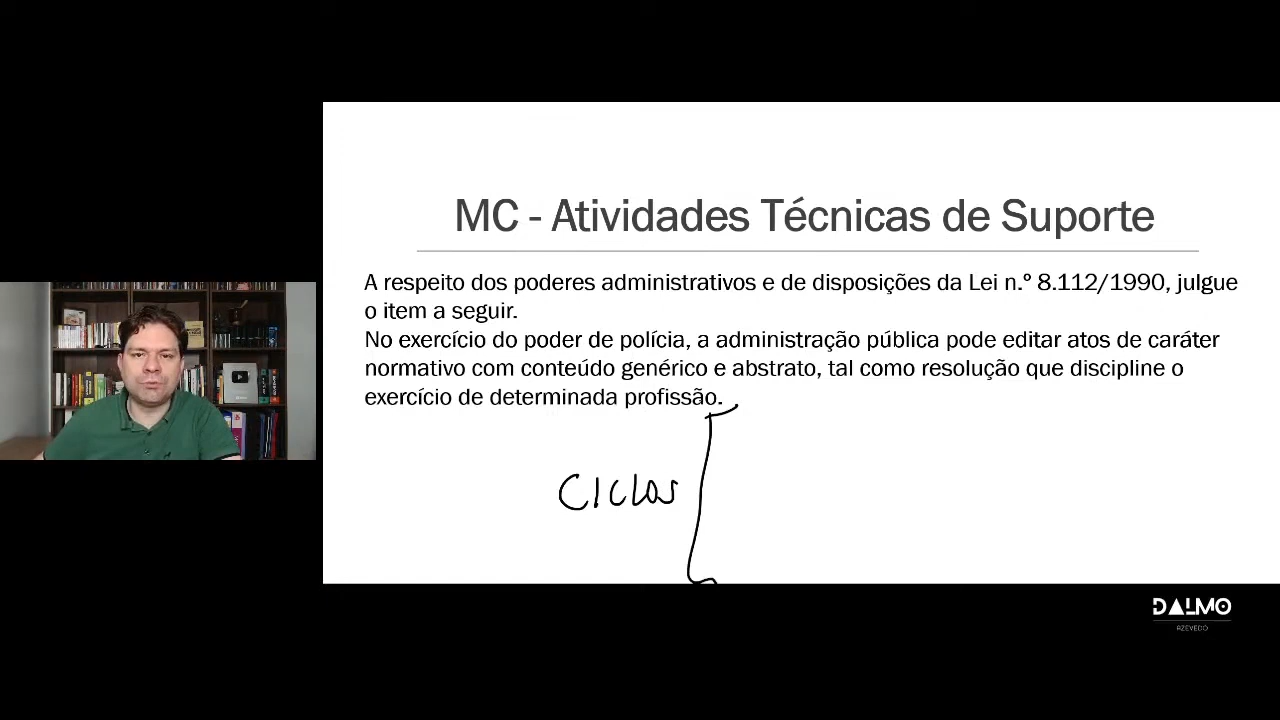 MC - Atividades Técnicas de Suporte
A respeito dos poderes administrativos e de disposições da Lei n.º 8.112/1990, julgue
o item a seguir.
No exercício do poder de polícia, a administração pública pode editar atos de caráter
normativo com conteúdo genérico e abstrato, tal como resolução que discipline o
exercício de determinada profissão.
Ciclos
DALMO
AZEVEDO